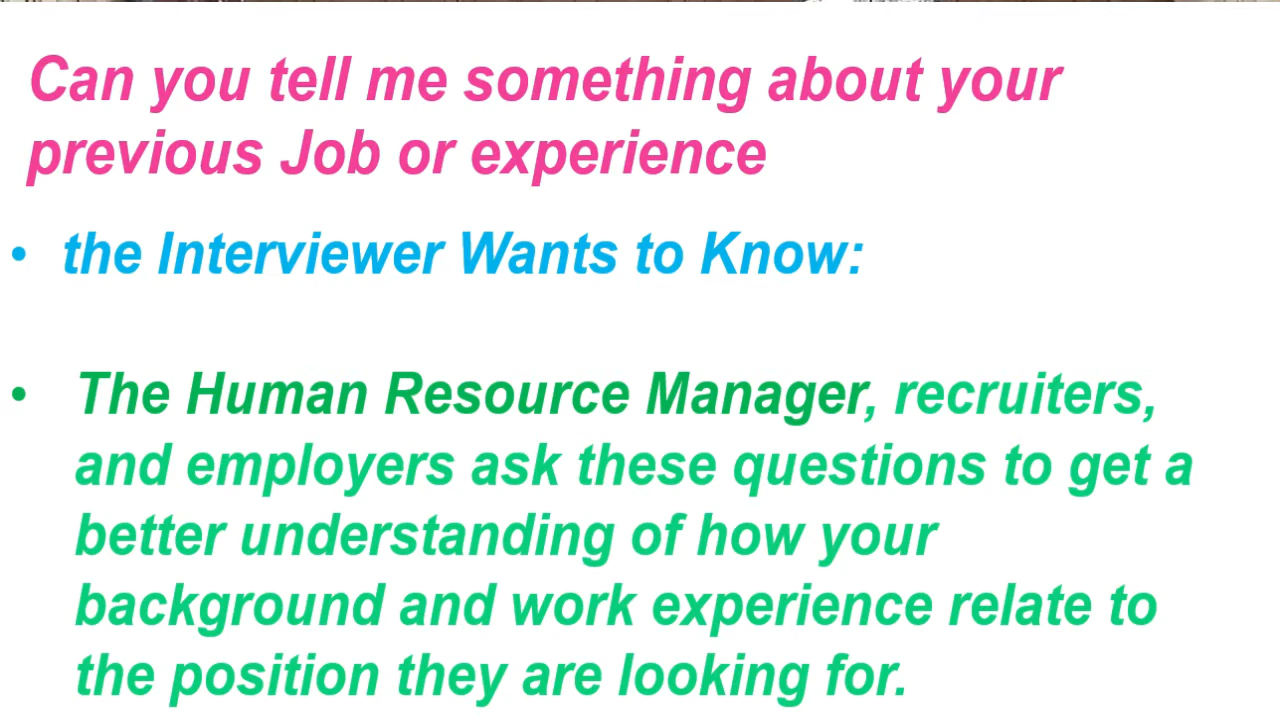 Can you tell me something about your
previous Job or experience
• the Interviewer Wants to Know:
• The Human Resource Manager, recruiters,
and employers ask these questions to get a
better understanding of how your
background and work experience relate to
the position they are looking for.